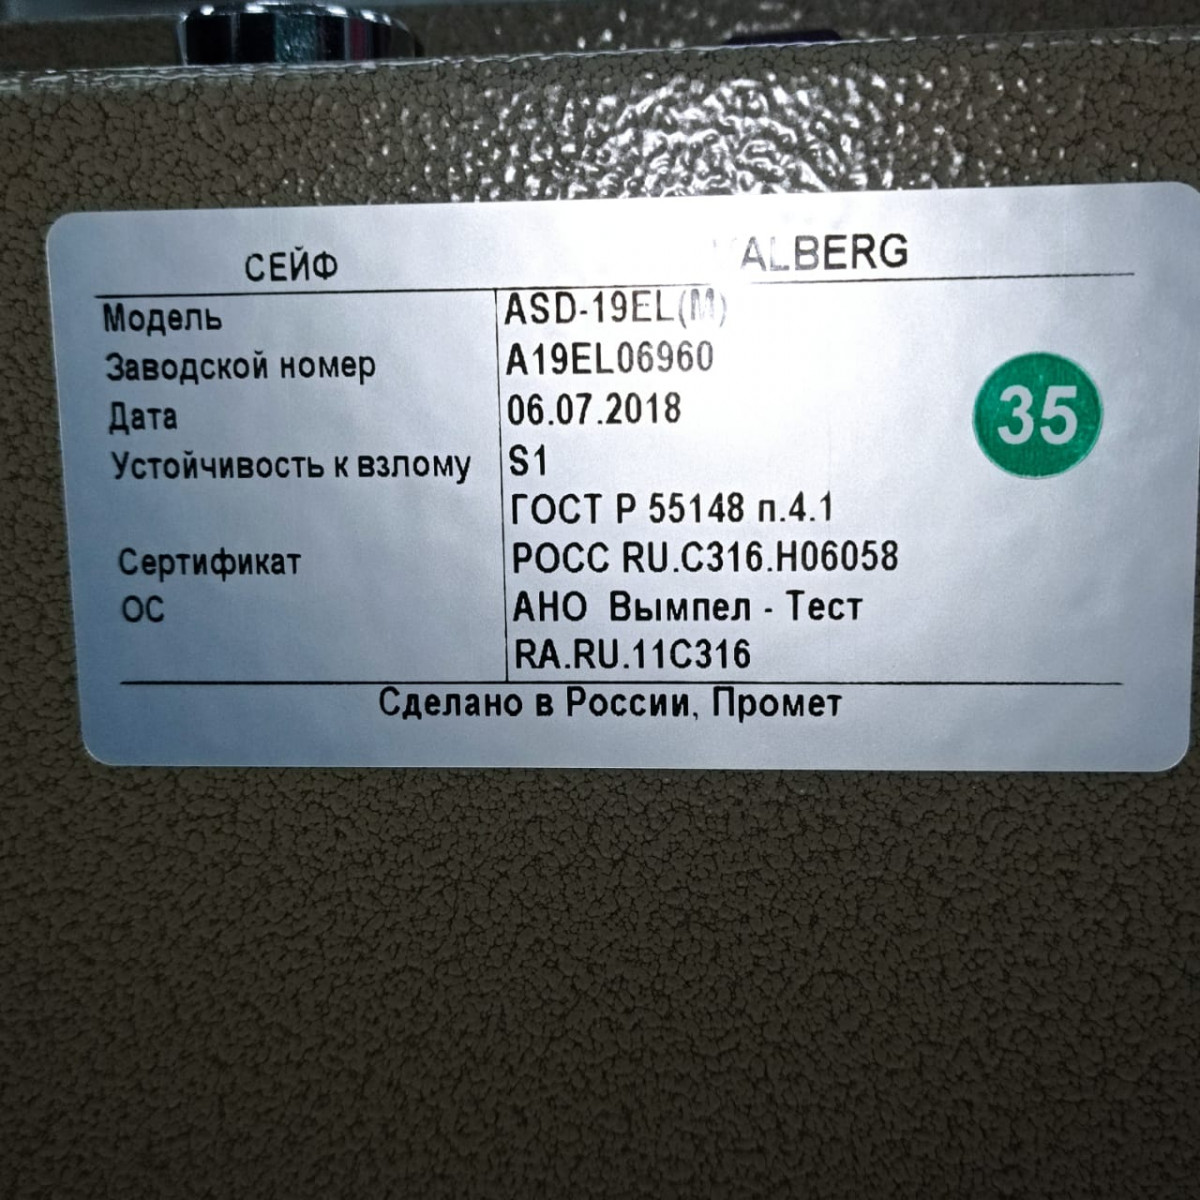 СЕЙФ VALBERG
Модель ASD-19EL(M)
Заводской номер A19EL06960
Дата 06.07.2018
Устойчивость к взлому S1
ГОСТ Р 55148 п.4.1
Сертификат РОСС RU.C316.H06058
ОС АНО Вымпел - Тест
RA.RU.11C316
Сделано в России, Промет
35